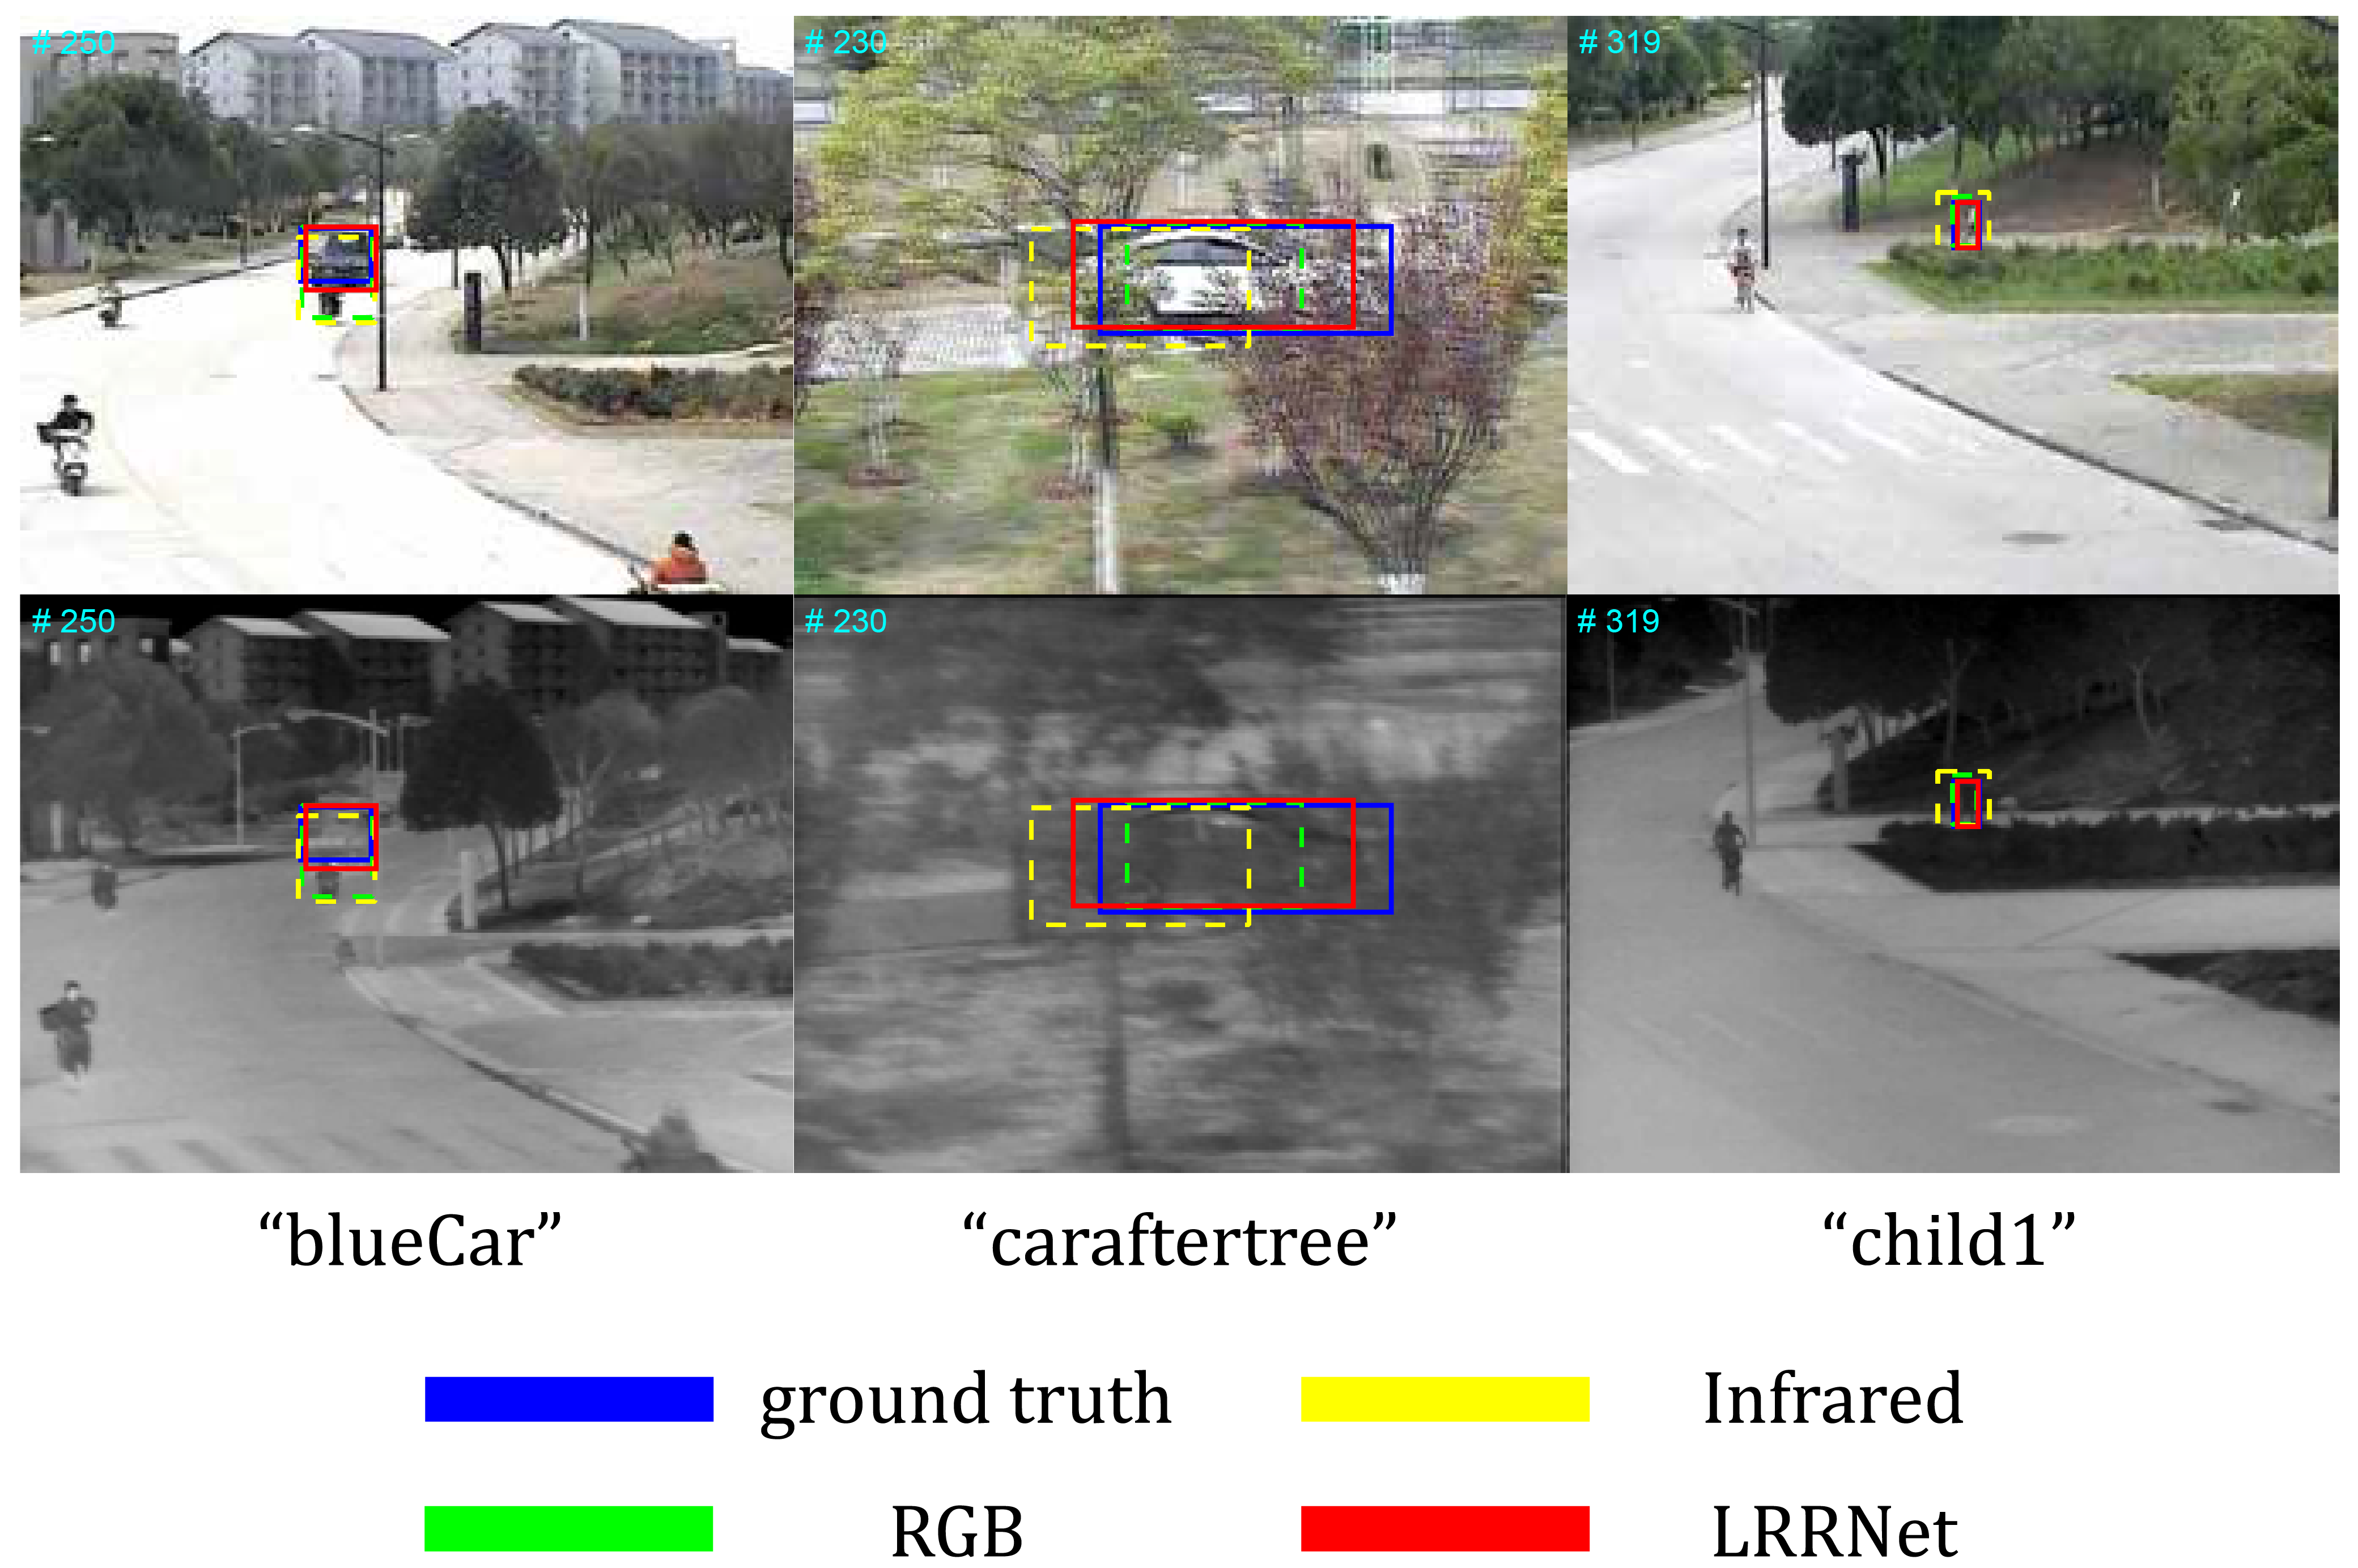 # 250 # 230 # 319
# 250 # 230 # 319
“blueCar” “caraftertree” “child1”
ground truth Infrared
RGB LRRNet